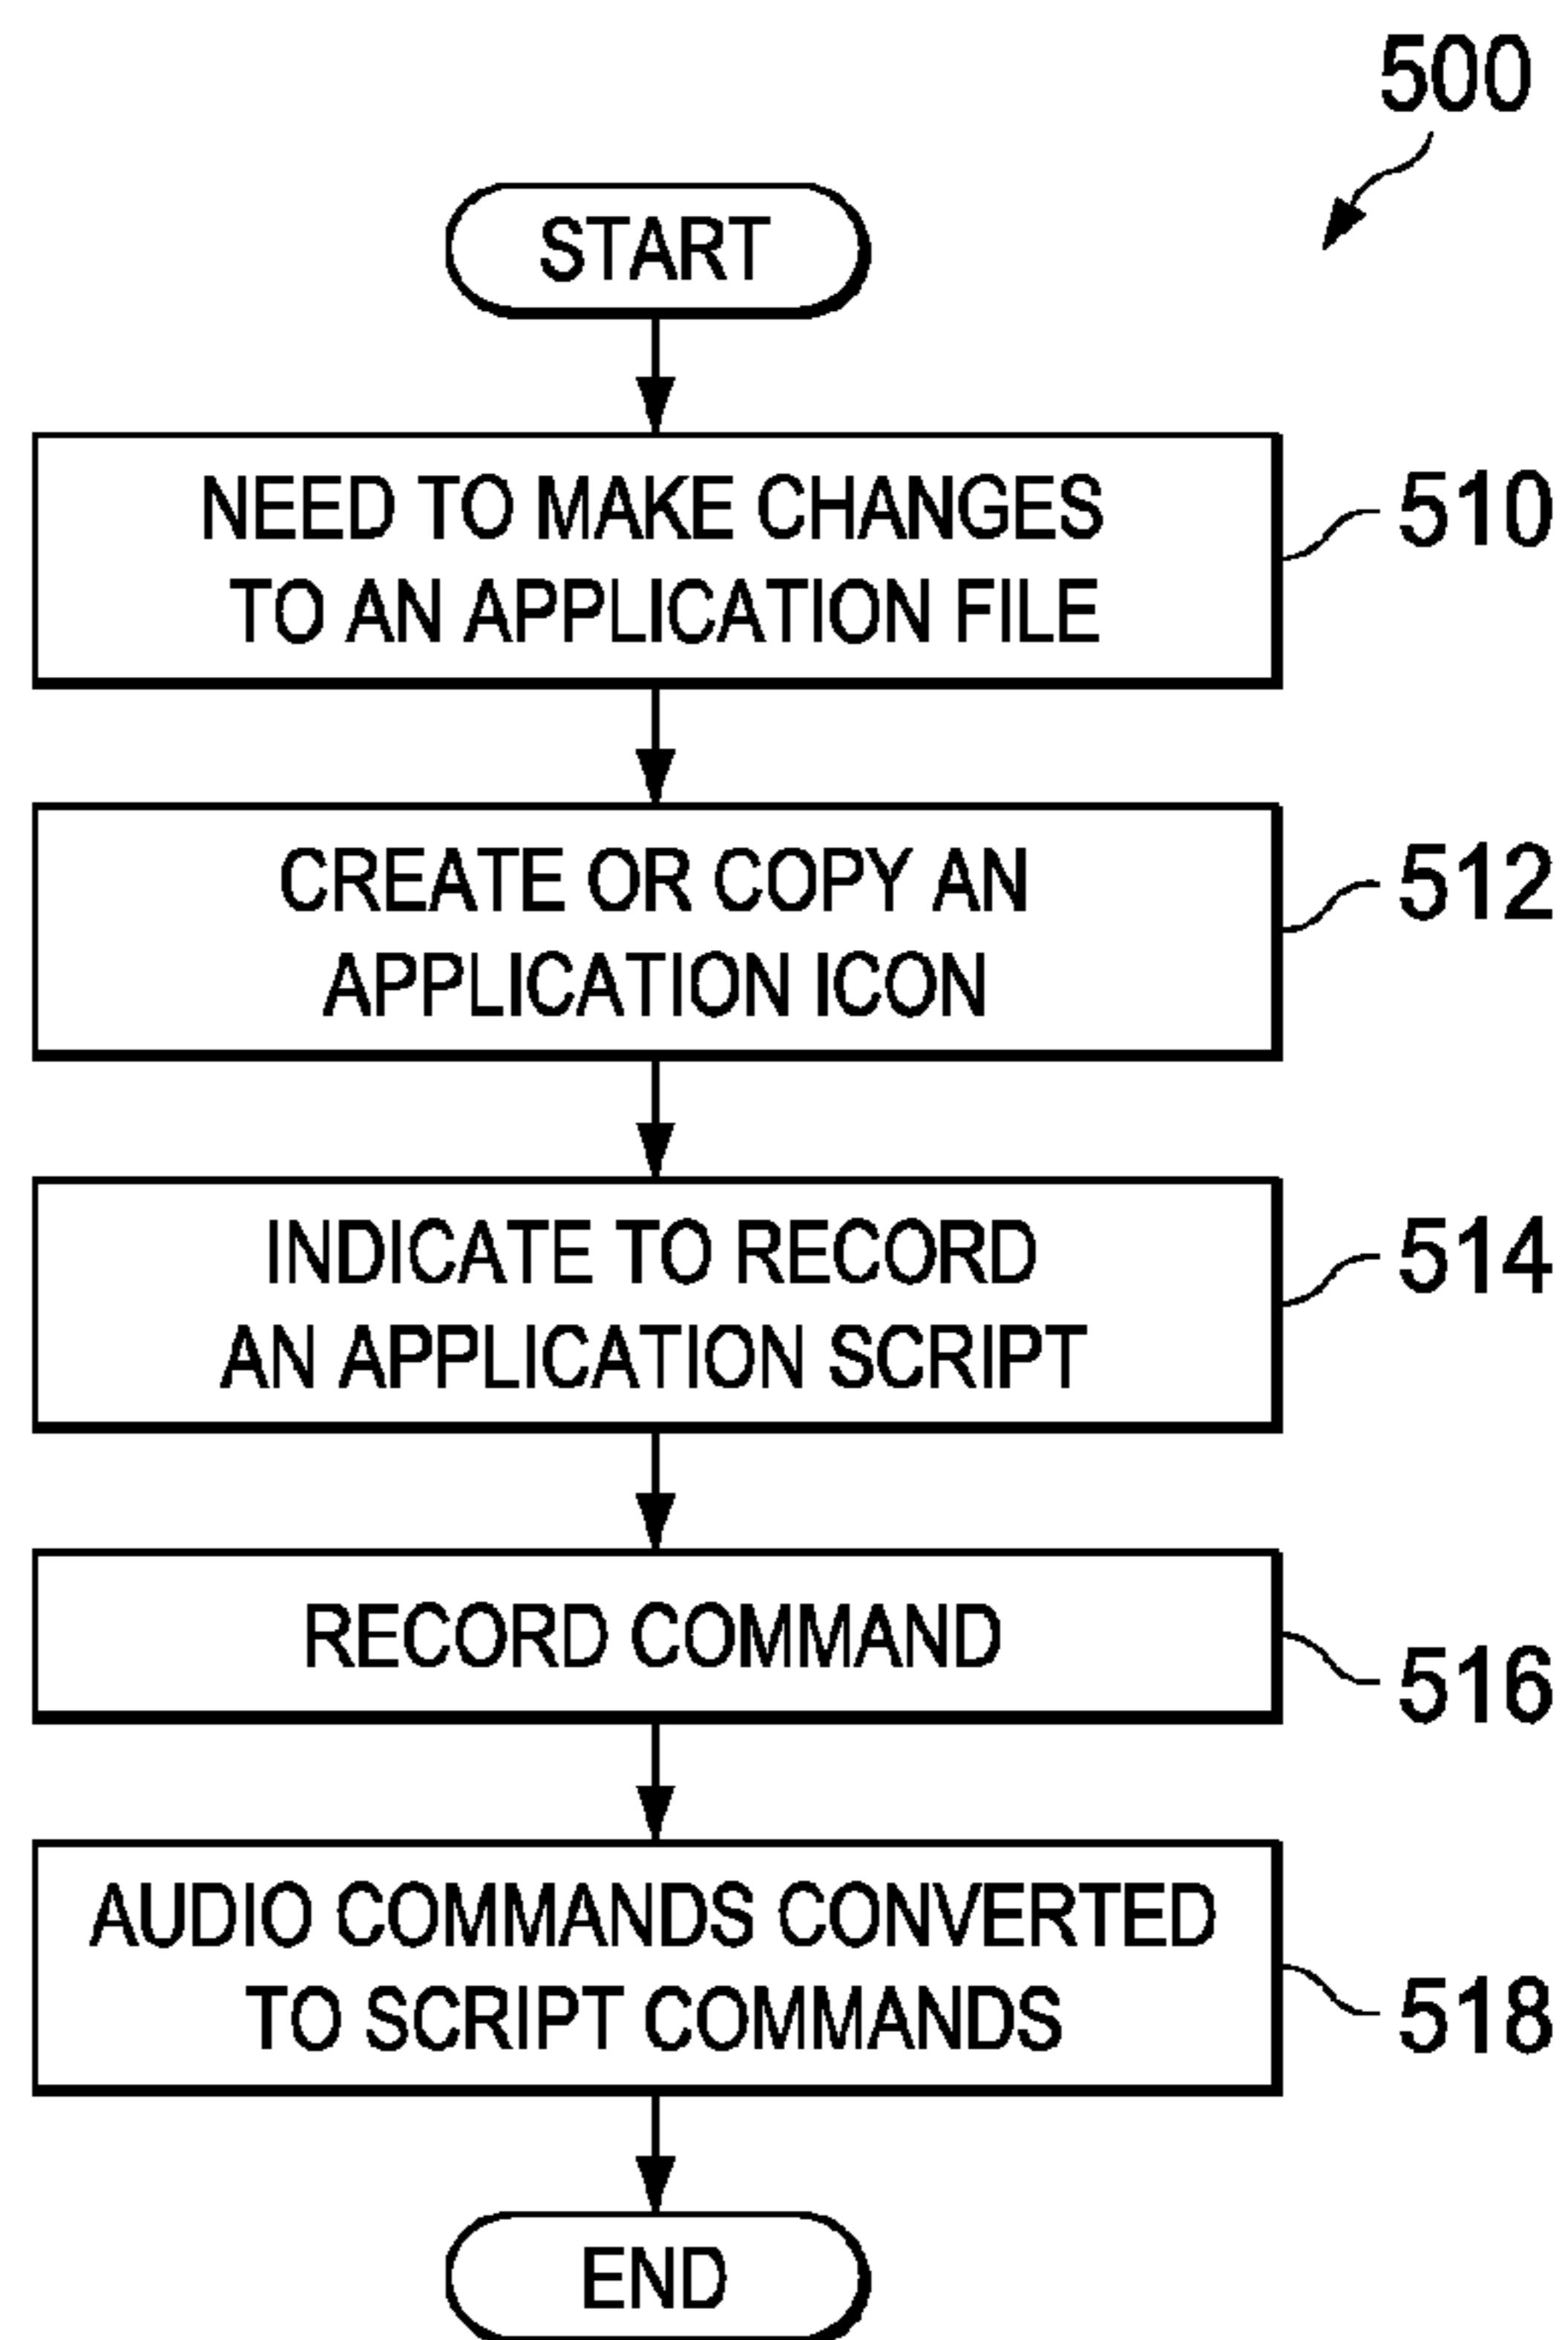 500
START
NEED TO MAKE CHANGES
TO AN APPLICATION FILE
510
CREATE OR COPY AN
APPLICATION ICON
512
INDICATE TO RECORD
AN APPLICATION SCRIPT
514
RECORD COMMAND
516
AUDIO COMMANDS CONVERTED
TO SCRIPT COMMANDS
518
END